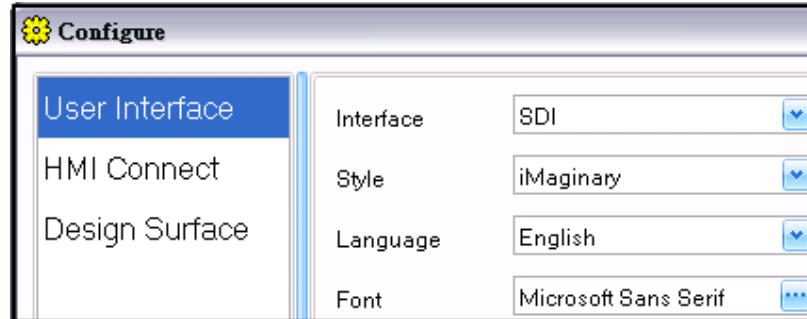 Configure
User Interface
HMI Connect
Design Surface
Interface SDI
Style iMaginary
Language English
Font Microsoft Sans Serif